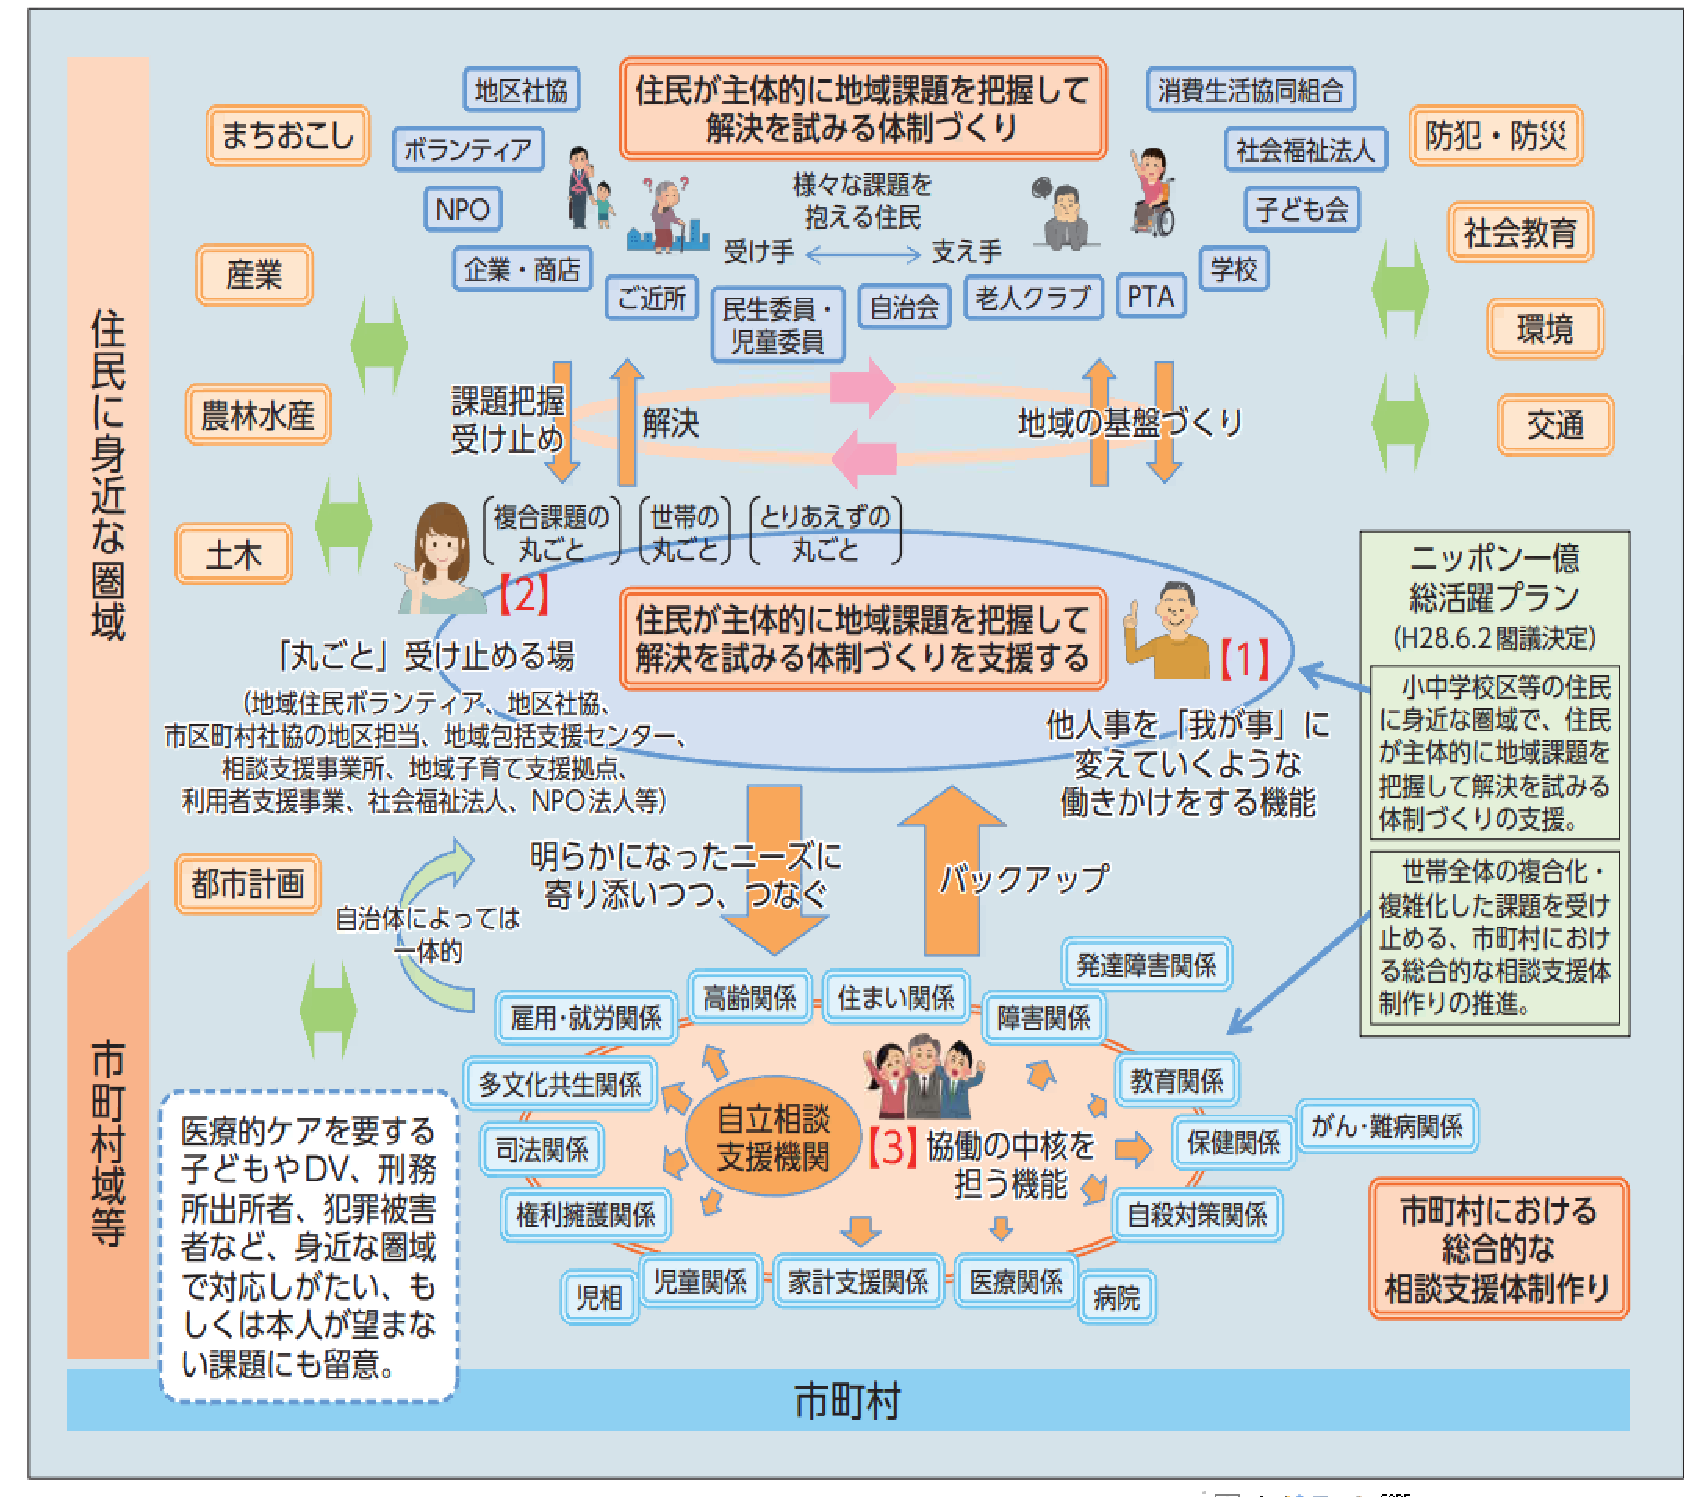 住民に身近な圏域
市町村域等
まちおこし
産業
農林水産
土木
都市計画
地区社協
ボランティア
NPO
企業・商店
ご近所
民生委員・
児童委員
自治会
老人クラブ
PTA
学校
子ども会
社会福祉法人
消費生活協同組合
住民が主体的に地域課題を把握して
解決を試みる体制づくり
様々な課題を
抱える住民
受け手
支え手
防犯・防災
社会教育
環境
交通
課題把握
受け止め
解決
地域の基盤づくり
複合課題の
丸ごと
世帯の
丸ごと
とりあえずの
丸ごと
【2】
「丸ごと」受け止める場
(地域住民ボランティア、地区社協、
市区町村社協の地区担当、地域包括支援センター、
相談支援事業所、地域子育て支援拠点、
利用者支援事業、社会福祉法人、NPO法人等)
住民が主体的に地域課題を把握して
解決を試みる体制づくりを支援する
【1】
他人事を「我が事」に
変えていくような
働きかけをする機能
ニッポン一億
総活躍プラン
(H28.6.2閣議決定)
小中学校区等の住民
に身近な圏域で、住民
が主体的に地域課題を
把握して解決を試みる
体制づくりの支援。
世帯全体の複合化・
複雑化した課題を受け
止める、市町村におけ
る総合的な相談支援体
制作りの推進。
明らかになったニーズに
寄り添いつつ、つなぐ
バックアップ
自治体によっては
一体的
高齢関係
住まい関係
発達障害関係
障害関係
雇用・就労関係
多文化共生関係
司法関係
権利擁護関係
児相
児童関係
家計支援関係
医療関係
病院
自殺対策関係
保健関係
がん・難病関係
教育関係
自立相談
支援機関
【3】
協働の中核を
担う機能
医療的ケアを要する
子どもやDV、刑務
所出所者、犯罪被害
者など、身近な圏域
で対応しがたい、も
しくは本人が望まな
い課題にも留意。
市町村における
総合的な
相談支援体制作り
市町村